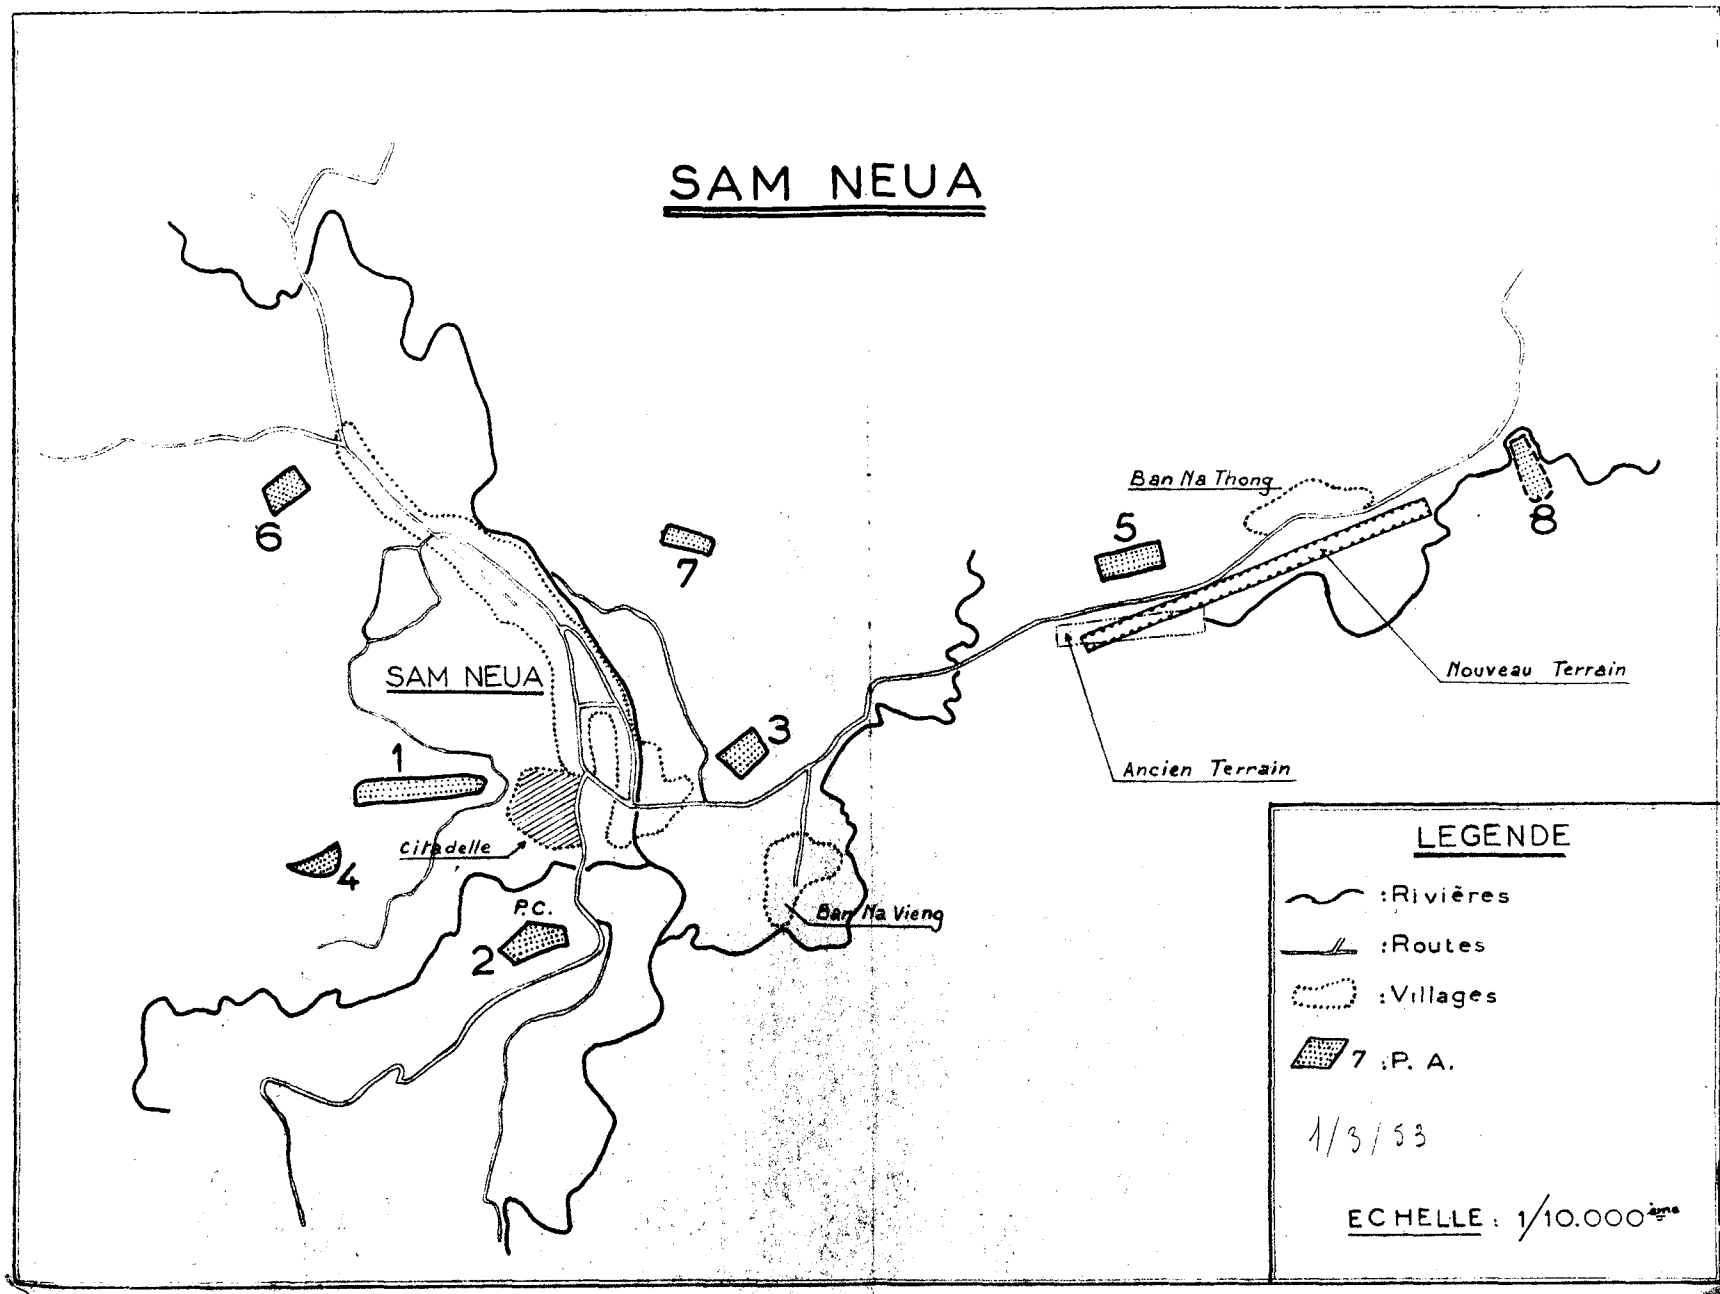 SAM NEUA
Ban Na Thong
8
5
6
7
Nouveau Terrain
SAM NEUA
3
1
Ancien Terrain
Citadelle
4
P.C.
Ban Na Vieng
2
LEGENDE
:Rivières
:Routes
:Villages
7 :P. A.
1/3/53
ECHELLE : 1/10.000ème